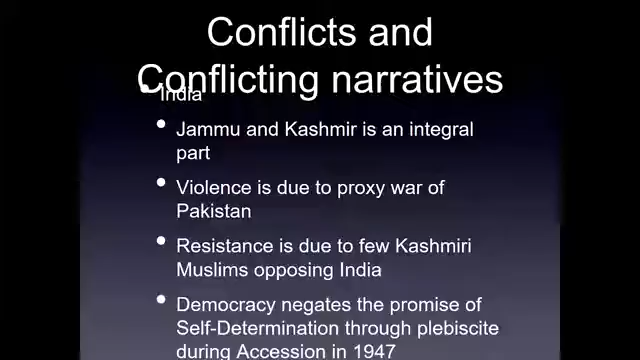 Conflicts and
Conflicting narratives
• India
• Jammu and Kashmir is an integral
part
• Violence is due to proxy war of
Pakistan
• Resistance is due to few Kashmiri
Muslims opposing India
• Democracy negates the promise of
Self-Determination through plebiscite
during Accession in 1947